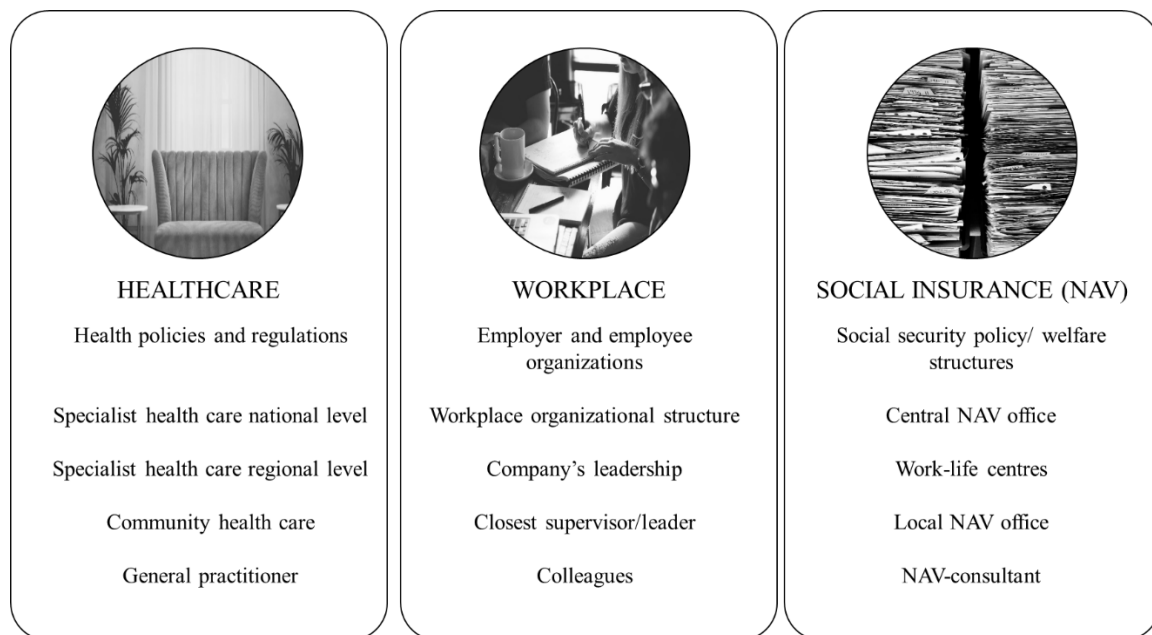 HEALTHCARE
Health policies and regulations
Specialist health care national level
Specialist health care regional level
Community health care
General practitioner
WORKPLACE
Employer and employee
organizations
Workplace organizational structure
Company’s leadership
Closest supervisor/leader
Colleagues
SOCIAL INSURANCE (NAV)
Social security policy/ welfare
structures
Central NAV office
Work-life centres
Local NAV office
NAV-consultant